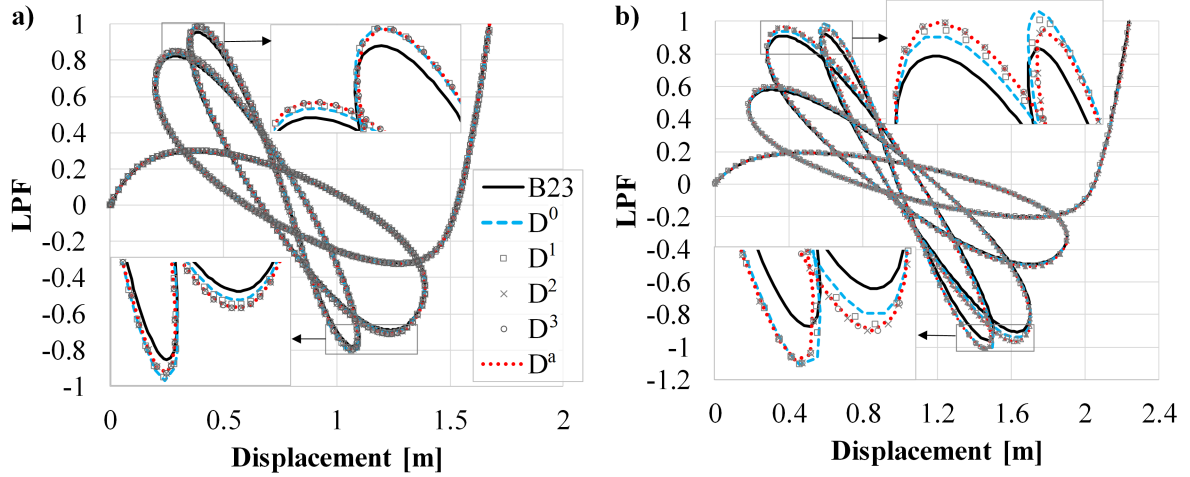 a)
1
0.8
0.6
0.4
0.2
0
-0.2
-0.4
-0.6
-0.8
-1
LPF
0
0.5
1
1.5
2
Displacement [m]
B23
D⁰
D¹
D²
D³
Dᵃ
b)
1
0.8
0.6
0.4
0.2
0
-0.2
-0.4
-0.6
-0.8
-1
-1.2
LPF
0
0.4
0.8
1.2
1.6
2
2.4
Displacement [m]